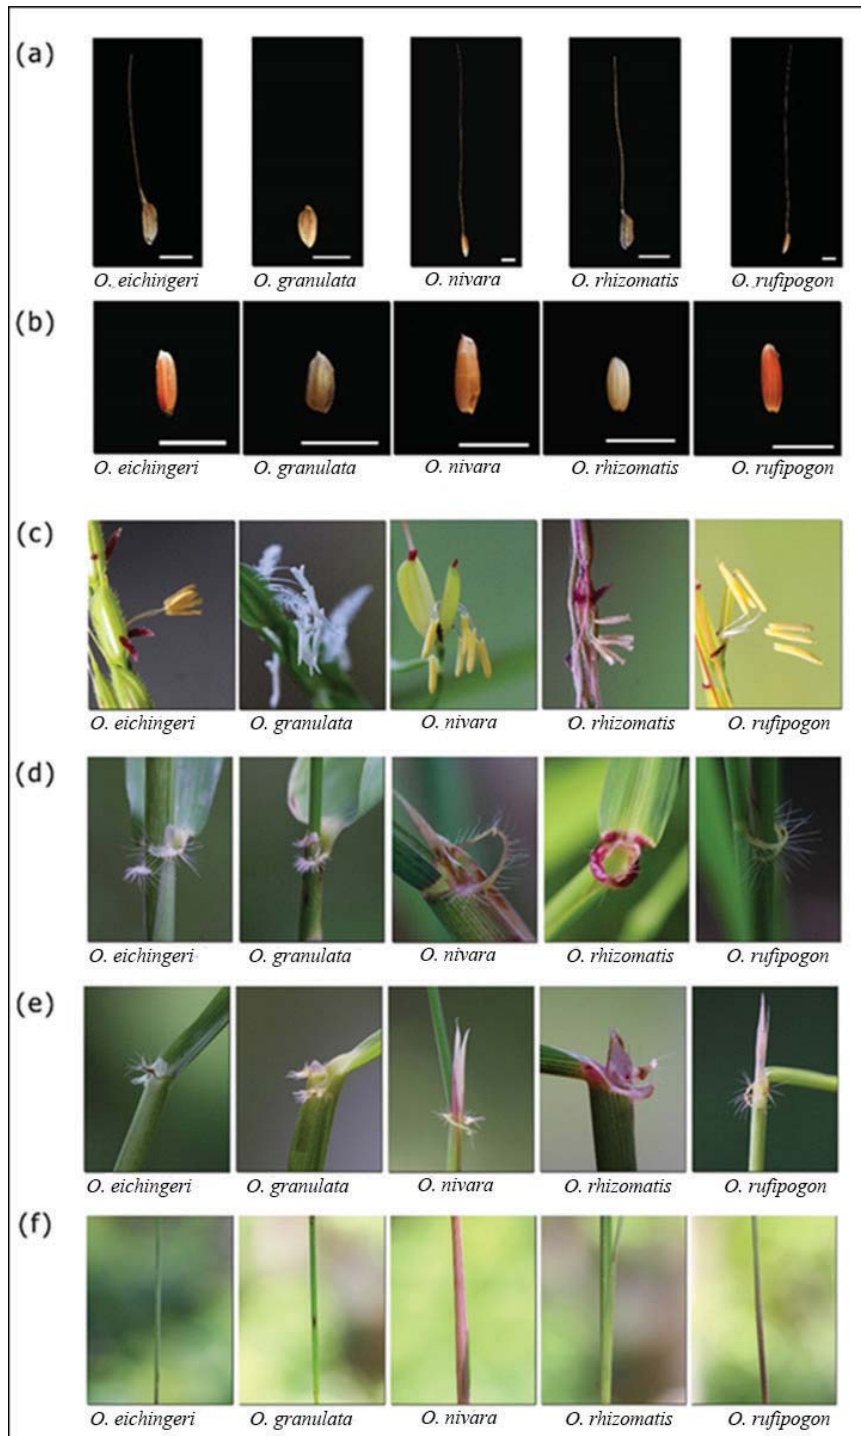 (a)
O. eichingeri O. granulata O. nivara O. rhizomatis O. rufipogon
(b)
O. eichingeri O. granulata O. nivara O. rhizomatis O. rufipogon
(c)
O. eichingeri O. granulata O. nivara O. rhizomatis O. rufipogon
(d)
O. eichingeri O. granulata O. nivara O. rhizomatis O. rufipogon
(e)
O. eichingeri O. granulata O. nivara O. rhizomatis O. rufipogon
(f)
O. eichingeri O. granulata O. nivara O. rhizomatis O. rufipogon